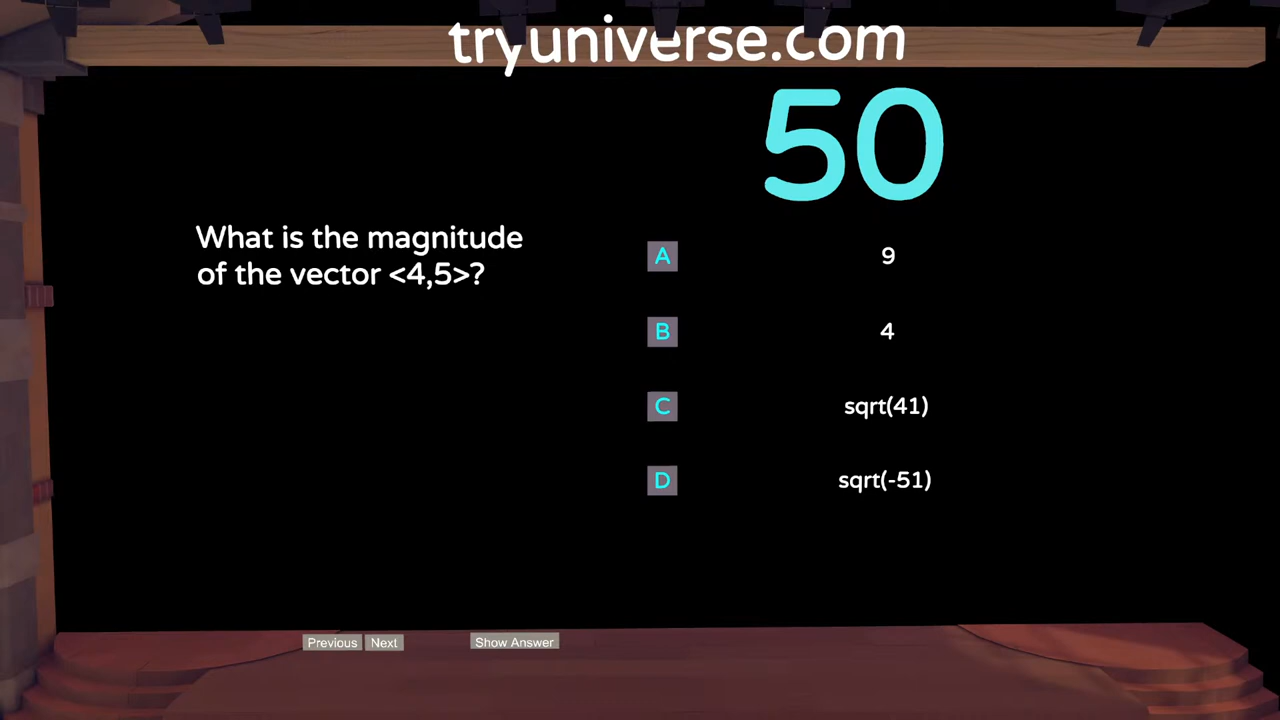 tryuniverse.com
50
What is the magnitude
of the vector <4,5>?
A 9
B 4
C sqrt(41)
D sqrt(-51)
Previous Next Show Answer